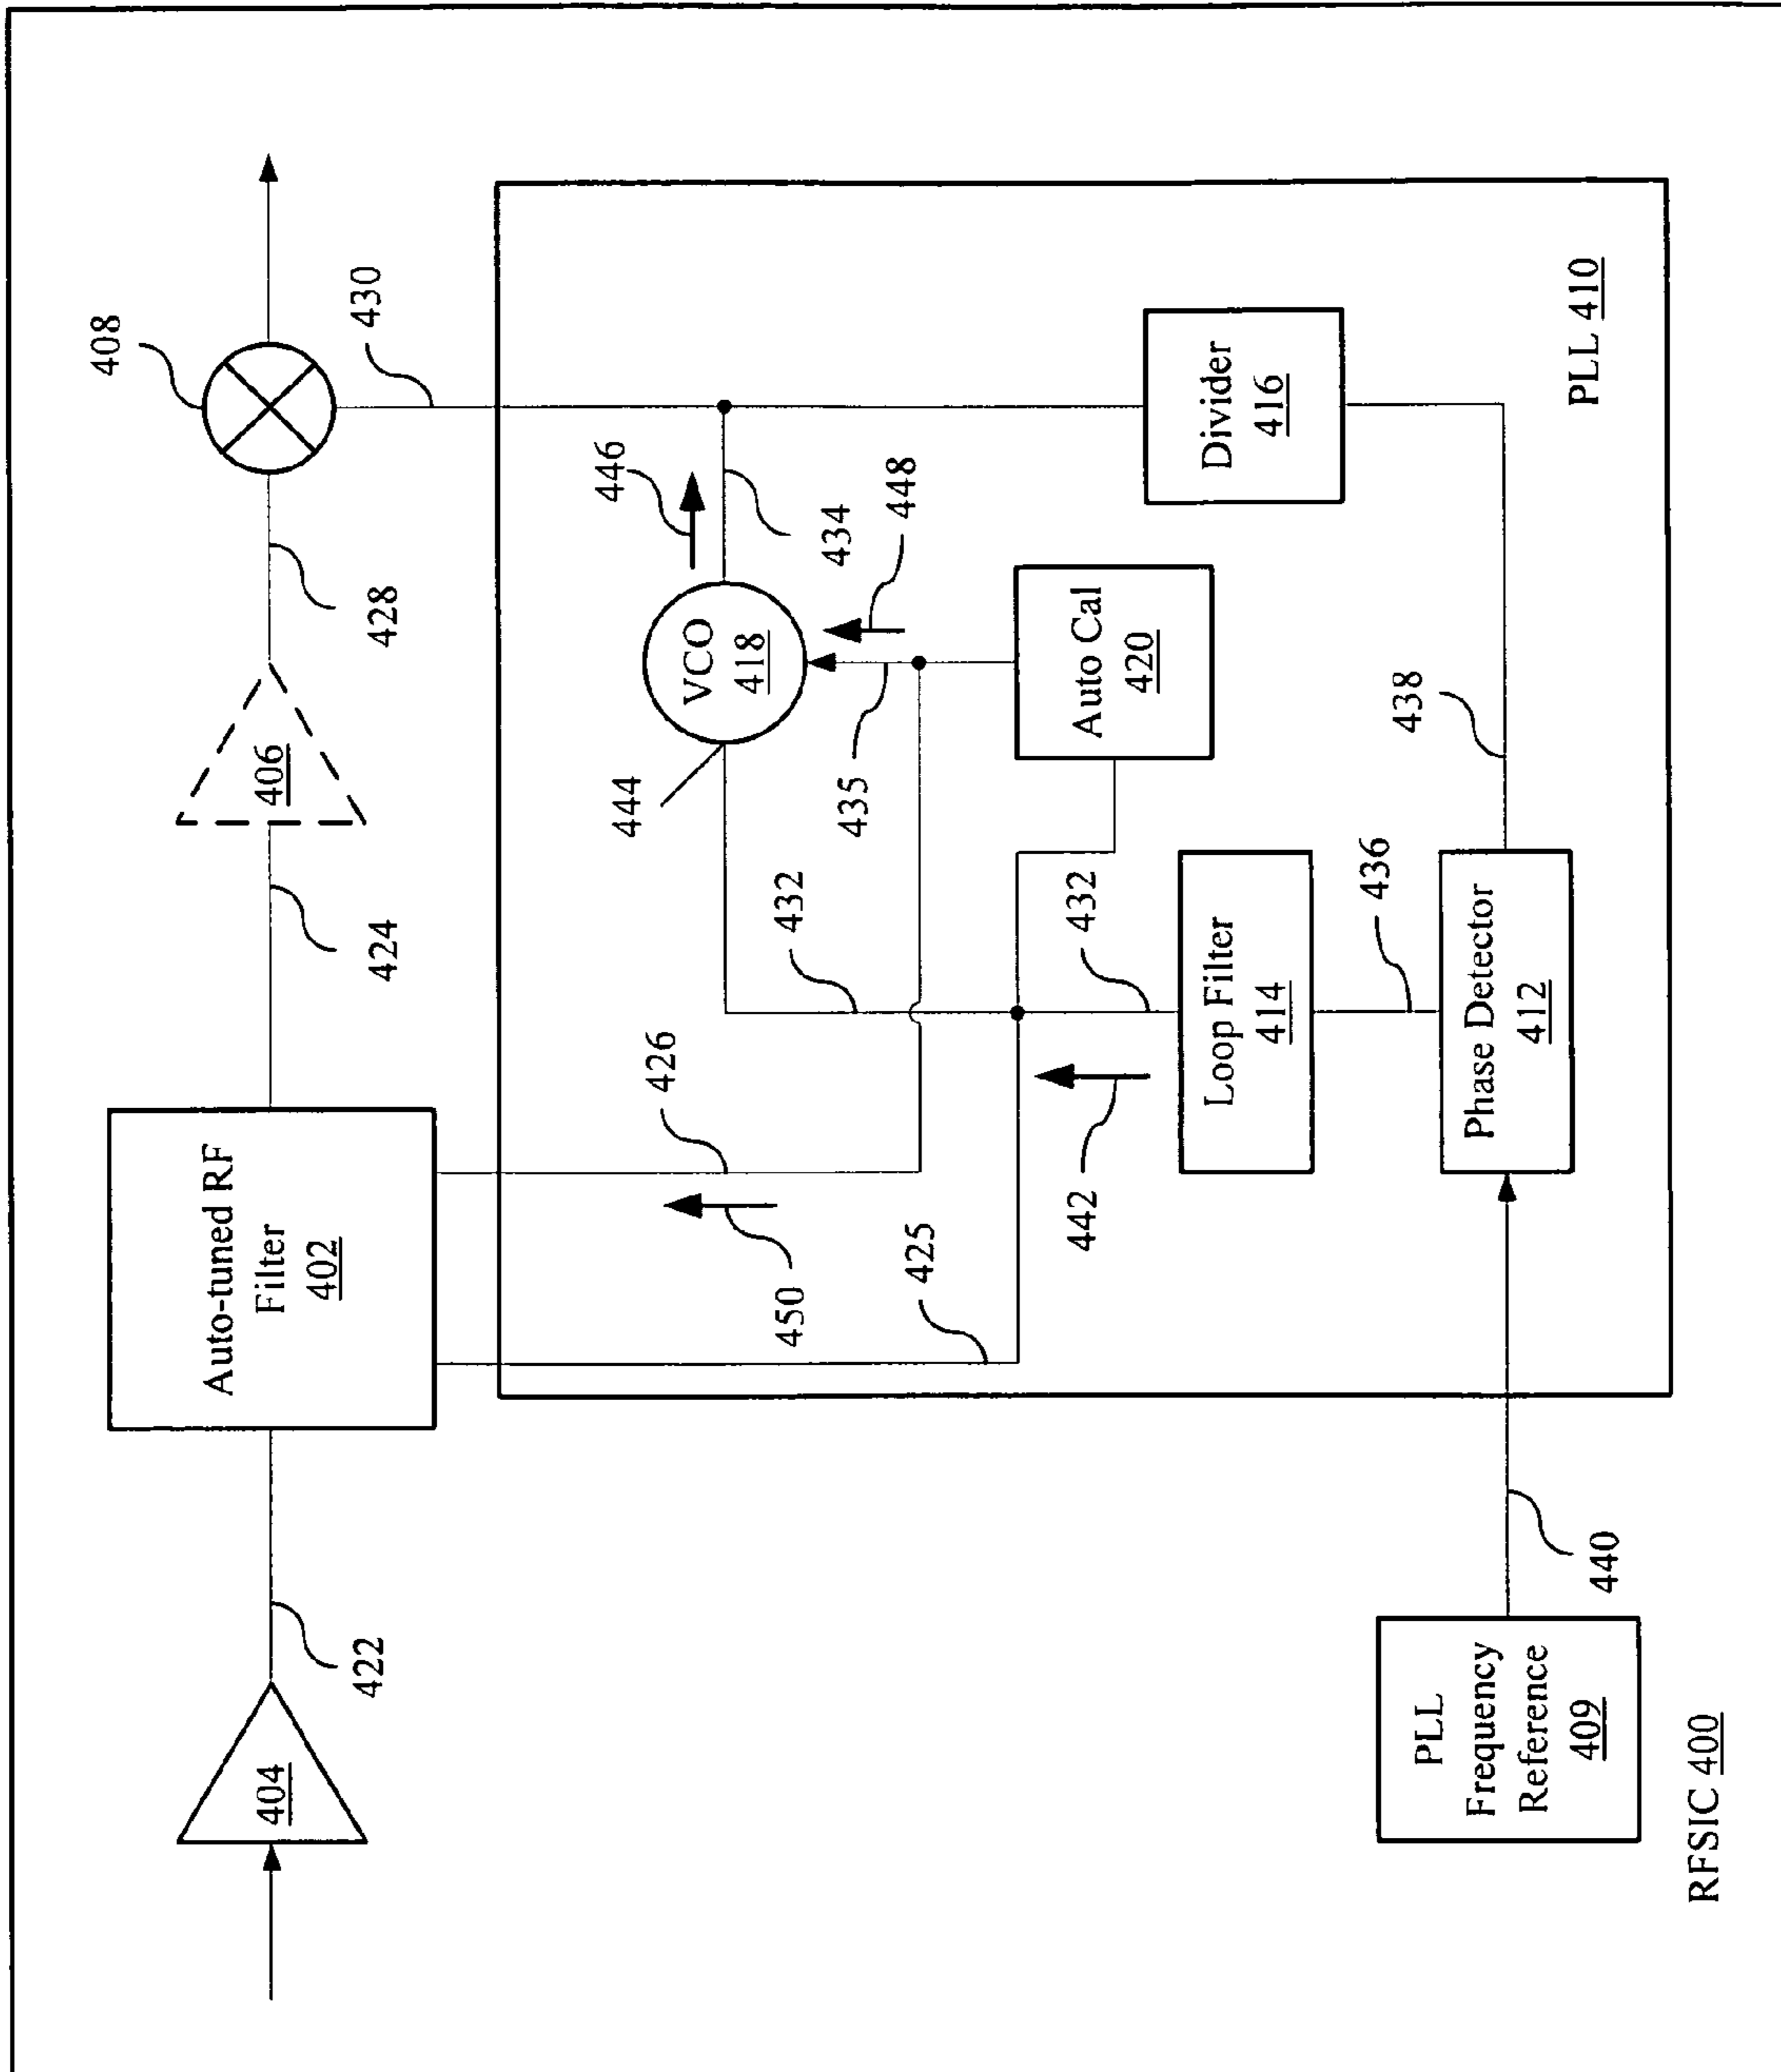 408
430
406
428
424
Auto-tuned RF
Filter
402
404
422
446
434
448
VCO
418
444
435
432
426
450
425
Auto Cal
420
Divider
416
432
442
Loop Filter
414
436
438
Phase Detector
412
PLL 410
440
PLL
Frequency
Reference
409
RFSIC 400